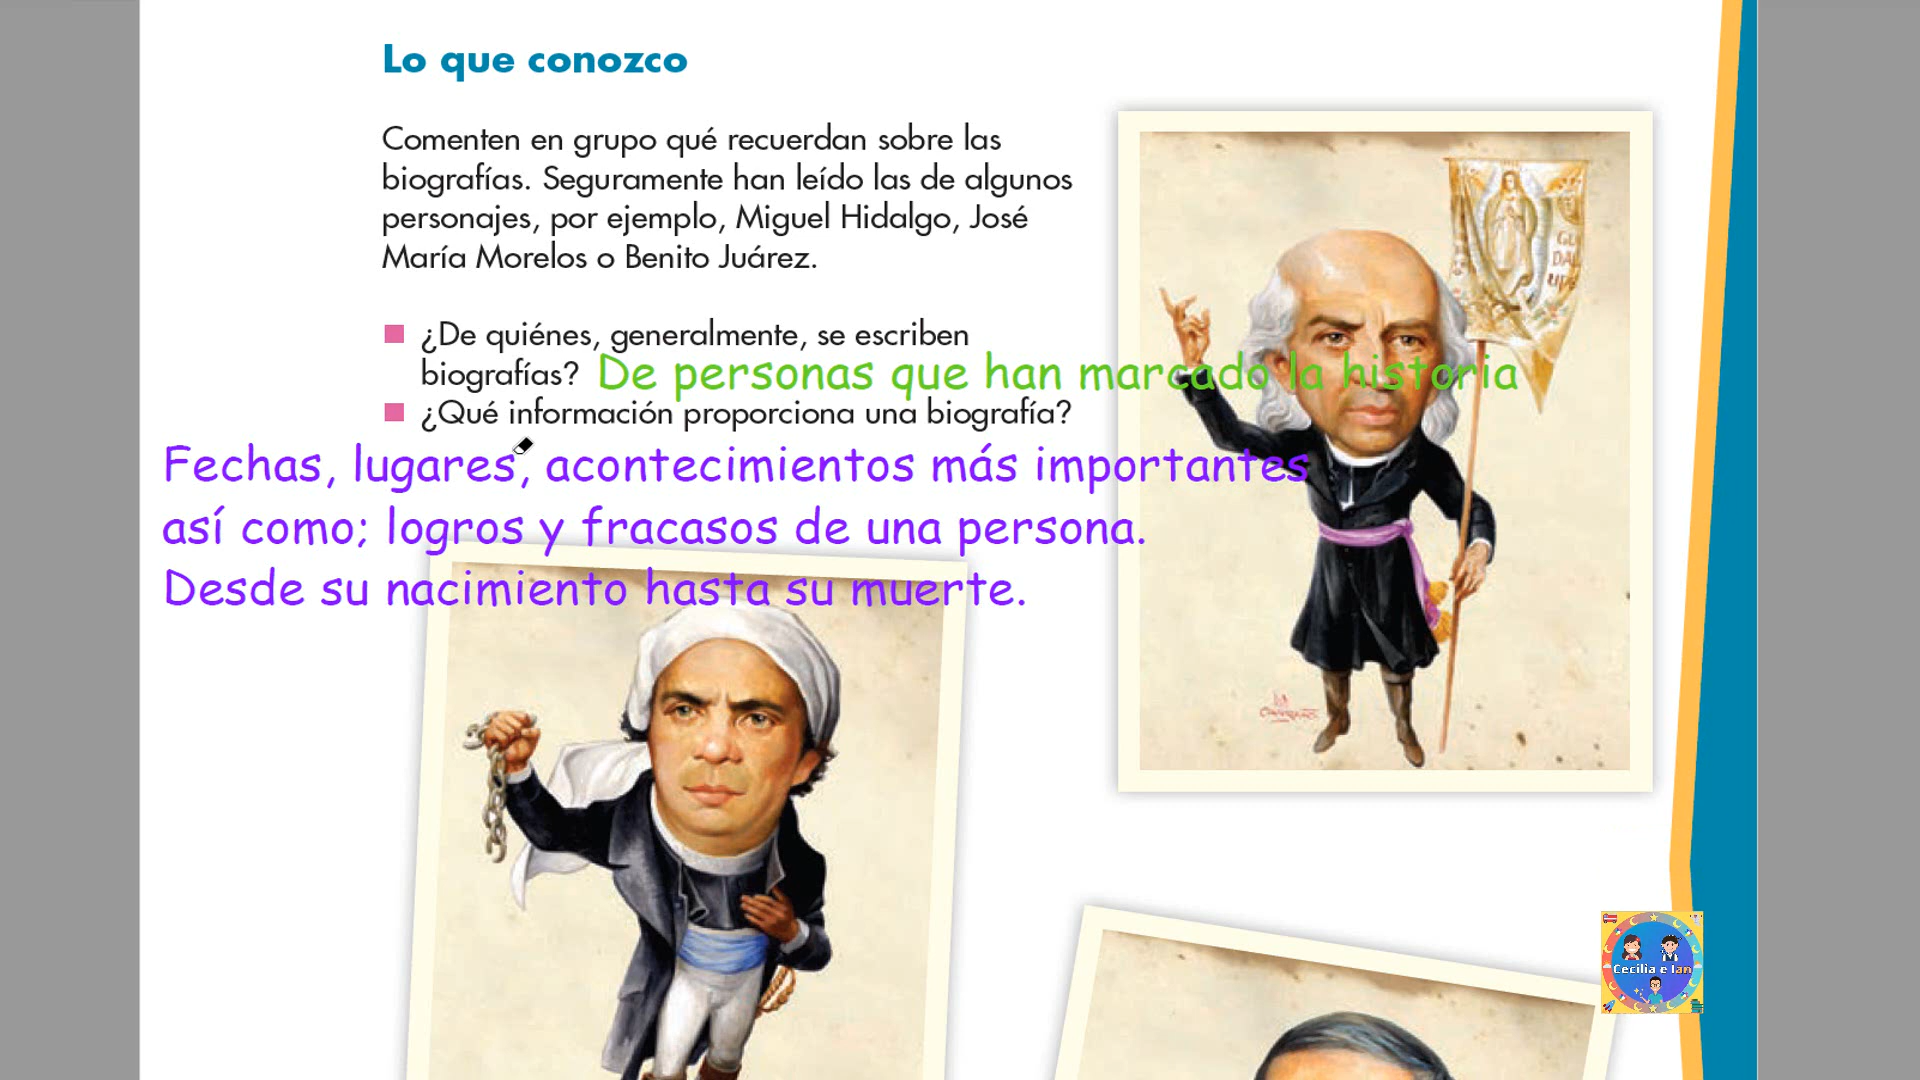 Lo que conozco
Comenten en grupo qué recuerdan sobre las
biografías. Seguramente han leído las de algunos
personajes, por ejemplo, Miguel Hidalgo, José
María Morelos o Benito Juárez.
¿De quiénes, generalmente, se escriben
biografías? De personas que han marcado la historia
¿Qué información proporciona una biografía?
Fechas, lugares, acontecimientos más importantes
así como; logros y fracasos de una persona.
Desde su nacimiento hasta su muerte.
Cecilia e Ian